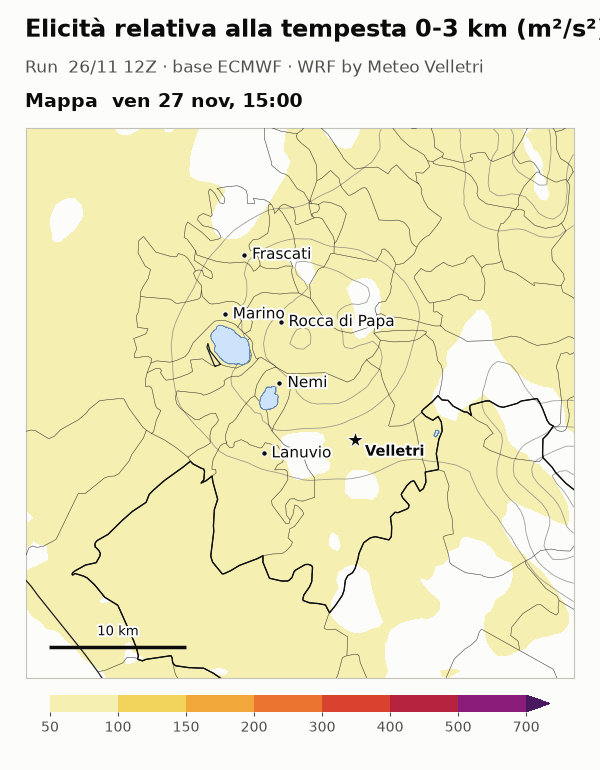 Elicità relativa alla tempesta 0-3 km (m²/s²)
Run 26/11 12Z · base ECMWF · WRF by Meteo Velletri
Mappa ven 27 nov, 15:00
Frascati
Marino
Rocca di Papa
Nemi
Velletri
Lanuvio
10 km
50 100 150 200 300 400 500 700